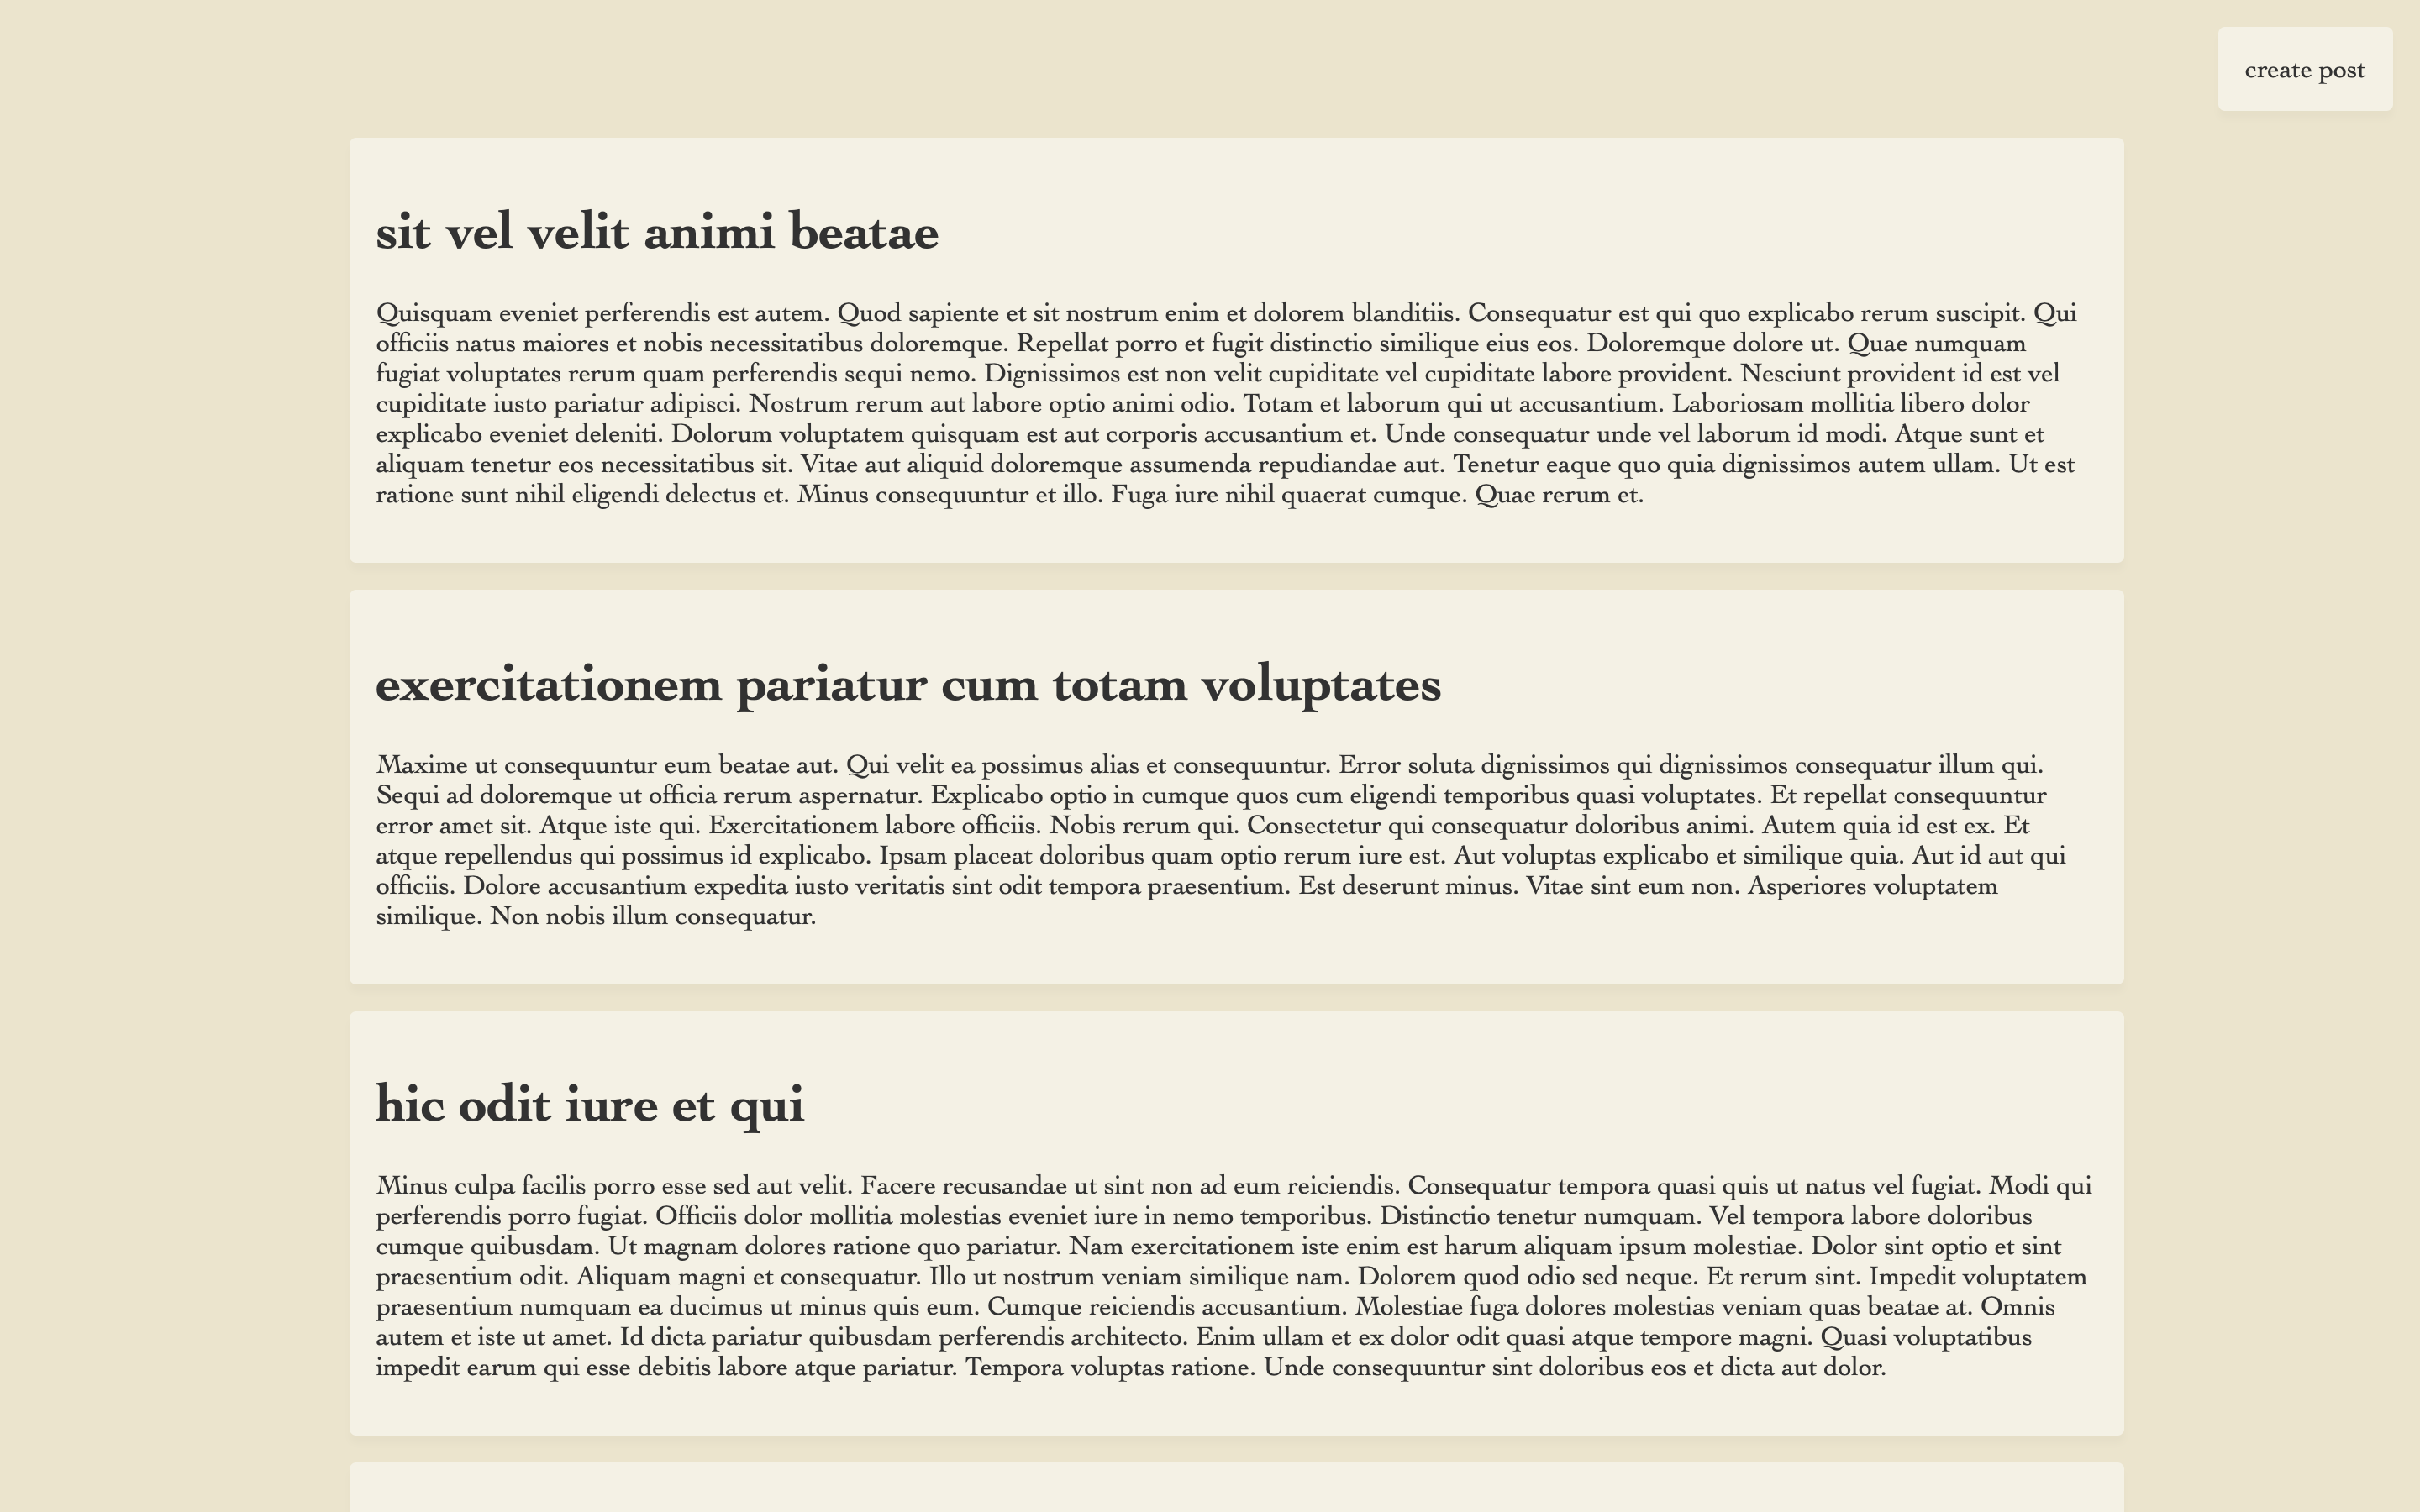 create post
sit vel velit animi beatae
Quisquam eveniet perferendis est autem. Quod sapiente et sit nostrum enim et dolorem blanditiis. Consequatur est qui quo explicabo rerum suscipit. Qui
officiis natus maiores et nobis necessitatibus doloremque. Repellat porro et fugit distinctio similique eius eos. Doloremque dolore ut. Quae numquam
fugiat voluptates rerum quam perferendis sequi nemo. Dignissimos est non velit cupiditate vel cupiditate labore provident. Nesciunt provident id est vel
cupiditate iusto pariatur adipisci. Nostrum rerum aut labore optio animi odio. Totam et laborum qui ut accusantium. Laboriosam mollitia libero dolor
explicabo eveniet deleniti. Dolorum voluptatem quisquam est aut corporis accusantium et. Unde consequatur unde vel laborum id modi. Atque sunt et
aliquam tenetur eos necessitatibus sit. Vitae aut aliquid doloremque assumenda repudiandae aut. Tenetur eaque quo quia dignissimos autem ullam. Ut est
ratione sunt nihil eligendi delectus et. Minus consequuntur et illo. Fuga iure nihil quaerat cumque. Quae rerum et.
exercitationem pariatur cum totam voluptates
Maxime ut consequuntur eum beatae aut. Qui velit ea possimus alias et consequuntur. Error soluta dignissimos qui dignissimos consequatur illum qui.
Sequi ad doloremque ut officia rerum aspernatur. Explicabo optio in cumque quos cum eligendi temporibus quasi voluptates. Et repellat consequuntur
error amet sit. Atque iste qui. Exercitationem labore officiis. Nobis rerum qui. Consectetur qui consequatur doloribus animi. Autem quia id est ex. Et
atque repellendus qui possimus id explicabo. Ipsam placeat doloribus quam optio rerum iure est. Aut voluptas explicabo et similique quia. Aut id aut qui
officiis. Dolore accusantium expedita iusto veritatis sint odit tempora praesentium. Est deserunt minus. Vitae sint eum non. Asperiores voluptatem
similique. Non nobis illum consequatur.
hic odit iure et qui
Minus culpa facilis porro esse sed aut velit. Facere recusandae ut sint non ad eum reiciendis. Consequatur tempora quasi quis ut natus vel fugiat. Modi qui
perferendis porro fugiat. Officiis dolor mollitia molestias eveniet iure in nemo temporibus. Distinctio tenetur numquam. Vel tempora labore doloribus
cumque quibusdam. Ut magnam dolores ratione quo pariatur. Nam exercitationem iste enim est harum aliquam ipsum molestiae. Dolor sint optio et sint
praesentium odit. Aliquam magni et consequatur. Illo ut nostrum veniam similique nam. Dolorem quod odio sed neque. Et rerum sint. Impedit voluptatem
praesentium numquam ea ducimus ut minus quis eum. Cumque reiciendis accusantium. Molestiae fuga dolores molestias veniam quas beatae at. Omnis
autem et iste ut amet. Id dicta pariatur quibusdam perferendis architecto. Enim ullam et ex dolor odit quasi atque tempore magni. Quasi voluptatibus
impedit earum qui esse debitis labore atque pariatur. Tempora voluptas ratione. Unde consequuntur sint doloribus eos et dicta aut dolor.